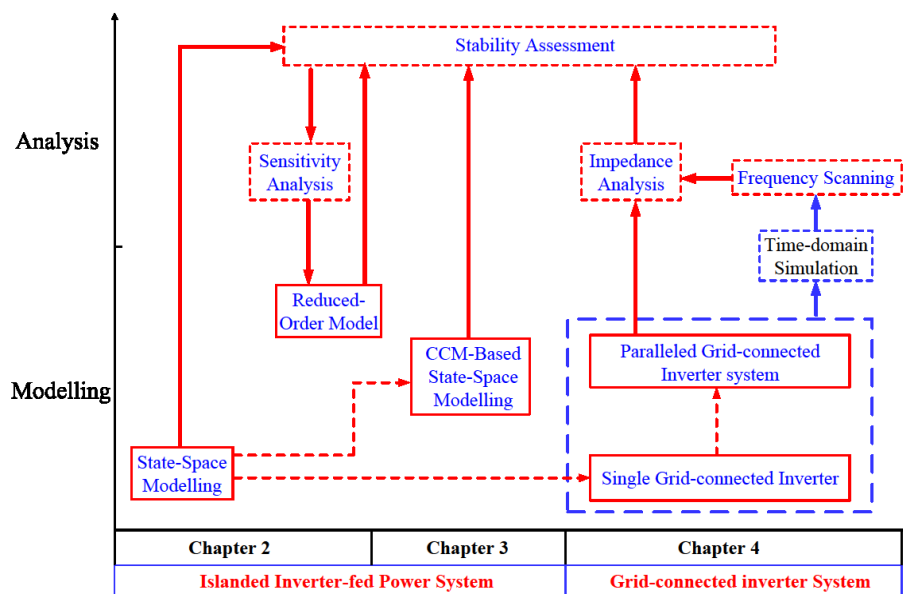 Stability Assessment
Analysis
Sensitivity
Analysis
Impedance
Analysis
Frequency Scanning
Time-domain
Simulation
Reduced-
Order Model
CCM-Based
State-Space
Modelling
Paralleled Grid-connected
Inverter system
Modelling
State-Space
Modelling
Single Grid-connected Inverter
Chapter 2
Chapter 3
Chapter 4
Islanded Inverter-fed Power System
Grid-connected inverter System